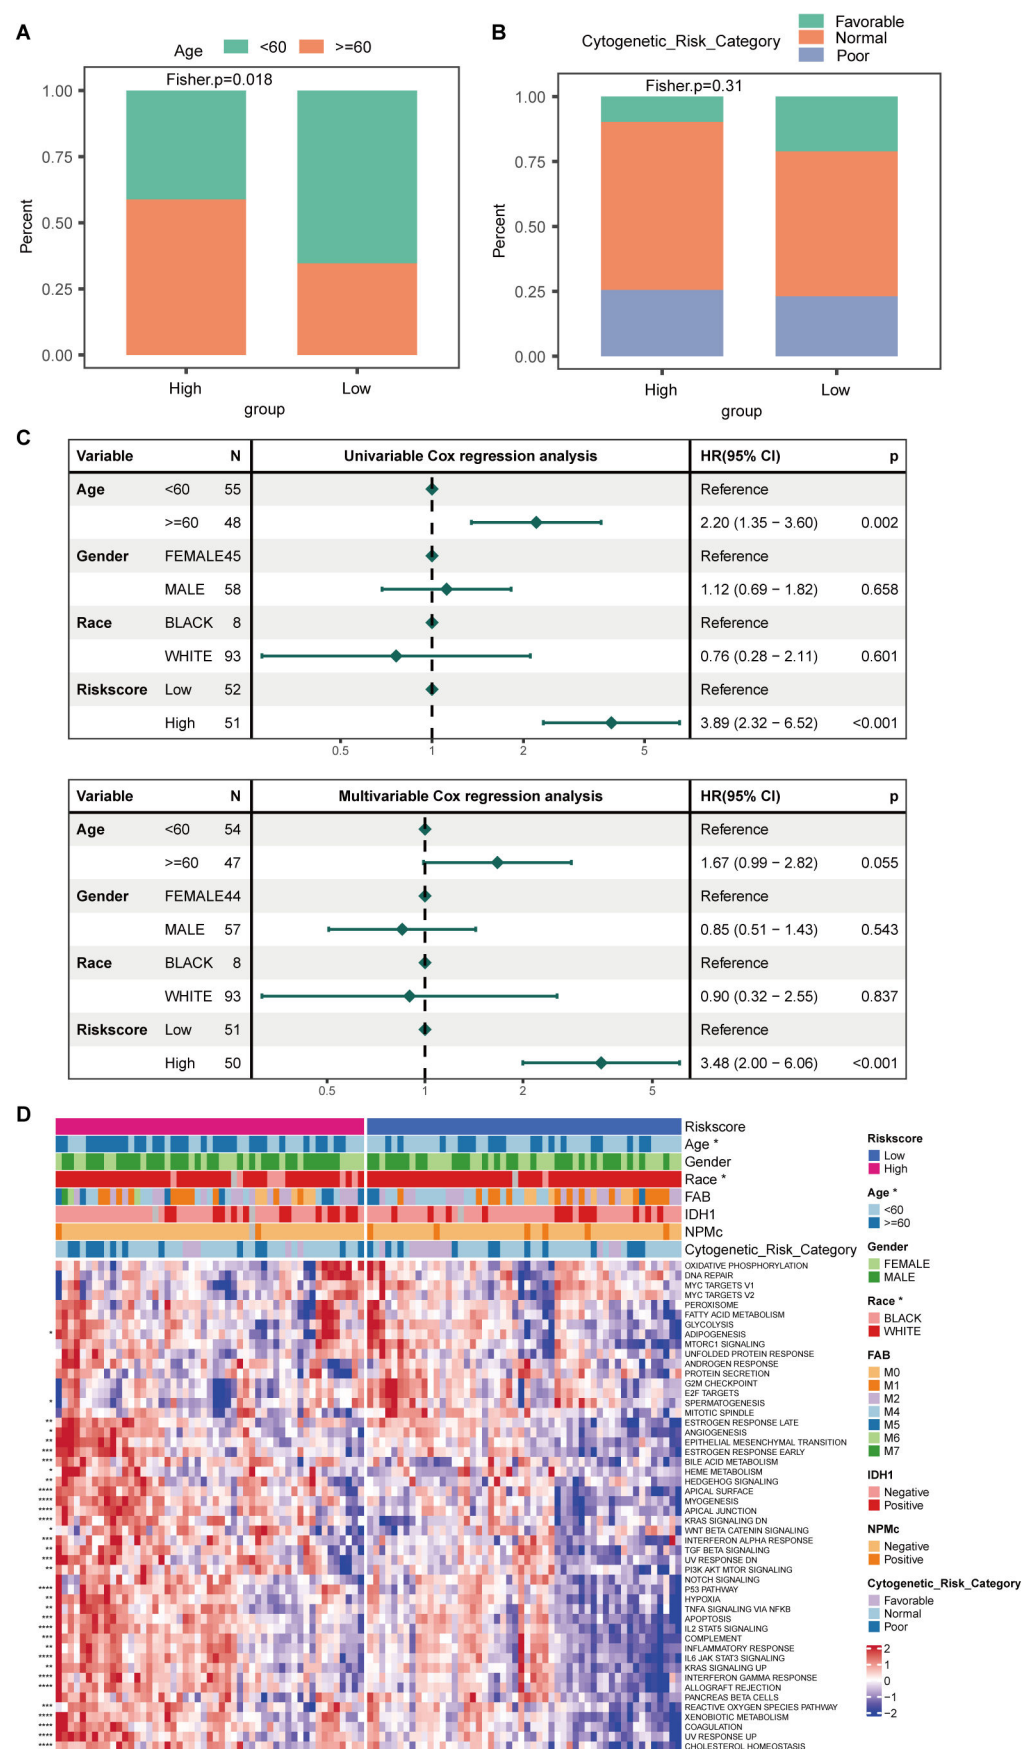 A
Age <60 >=60
Fisher.p=0.018
1.00
0.75
0.50
0.25
0.00
Percent
High Low
group
B
Cytogenetic_Risk_Category
Favorable
Normal
Poor
Fisher.p=0.31
1.00
0.75
0.50
0.25
0.00
Percent
High Low
group
C
Variable N Univariable Cox regression analysis HR(95% CI) p
Age <60 55 Reference
>=60 48 2.20 (1.35 − 3.60) 0.002
Gender FEMALE 45 Reference
MALE 58 1.12 (0.69 − 1.82) 0.658
Race BLACK 8 Reference
WHITE 93 0.76 (0.28 − 2.11) 0.601
Riskscore Low 52 Reference
High 51 3.89 (2.32 − 6.52) <0.001
0.5 1 2 5
Variable N Multivariable Cox regression analysis HR(95% CI) p
Age <60 54 Reference
>=60 47 1.67 (0.99 − 2.82) 0.055
Gender FEMALE 44 Reference
MALE 57 0.85 (0.51 − 1.43) 0.543
Race BLACK 8 Reference
WHITE 93 0.90 (0.32 − 2.55) 0.837
Riskscore Low 51 Reference
High 50 3.48 (2.00 − 6.06) <0.001
0.5 1 2 5
D
Riskscore
Age *
Gender
Race *
FAB
IDH1
NPMc
Cytogenetic_Risk_Category
OXIDATIVE PHOSPHORYLATION
DNA REPAIR
MYC TARGETS V1
MYC TARGETS V2
PEROXISOME
FATTY ACID METABOLISM
GLYCOLYSIS
ADIPOGENESIS
MTORC1 SIGNALING
UNFOLDED PROTEIN RESPONSE
ANDROGEN RESPONSE
PROTEIN SECRETION
G2M CHECKPOINT
E2F TARGETS
SPERMATOGENESIS
MITOTIC SPINDLE
ESTROGEN RESPONSE LATE
ANGIOGENESIS
EPITHELIAL MESENCHYMAL TRANSITION
ESTROGEN RESPONSE EARLY
BILE ACID METABOLISM
HEME METABOLISM
HEDGEHOG SIGNALING
APICAL SURFACE
MYOGENESIS
APICAL JUNCTION
KRAS SIGNALING DN
WNT BETA CATENIN SIGNALING
INTERFERON ALPHA RESPONSE
TGF BETA SIGNALING
UV RESPONSE DN
PI3K AKT MTOR SIGNALING
NOTCH SIGNALING
P53 PATHWAY
HYPOXIA
TNFA SIGNALING VIA NFKB
APOPTOSIS
IL2 STAT5 SIGNALING
COMPLEMENT
INFLAMMATORY RESPONSE
IL6 JAK STAT3 SIGNALING
KRAS SIGNALING UP
INTERFERON GAMMA RESPONSE
ALLOGRAFT REJECTION
PANCREAS BETA CELLS
REACTIVE OXYGEN SPECIES PATHWAY
XENOBIOTIC METABOLISM
COAGULATION
UV RESPONSE UP
CHOLESTEROL HOMEOSTASIS
Riskscore
Low
High
Age *
<60
>=60
Gender
FEMALE
MALE
Race *
BLACK
WHITE
FAB
M0
M1
M2
M4
M5
M6
M7
IDH1
Negative
Positive
NPMc
Negative
Positive
Cytogenetic_Risk_Category
Favorable
Normal
Poor
2
1
0
−1
−2